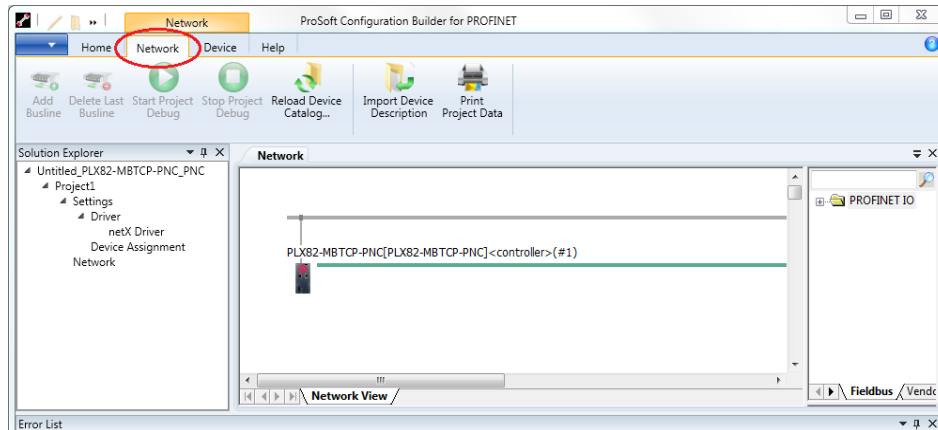 Network
ProSoft Configuration Builder for PROFINET
Home Network Device Help
Add Busline
Delete Last Busline
Start Project Debug
Stop Project Debug
Reload Device Catalog...
Import Device Description
Print Project Data
Solution Explorer
Untitled_PLX82-MBTCP-PNC_PNC
Project1
Settings
Driver
netX Driver
Device Assignment
Network
Network
PLX82-MBTCP-PNC[PLX82-MBTCP-PNC]<controller>(#1)
Network View
PROFINET IO
Fieldbus
Error List